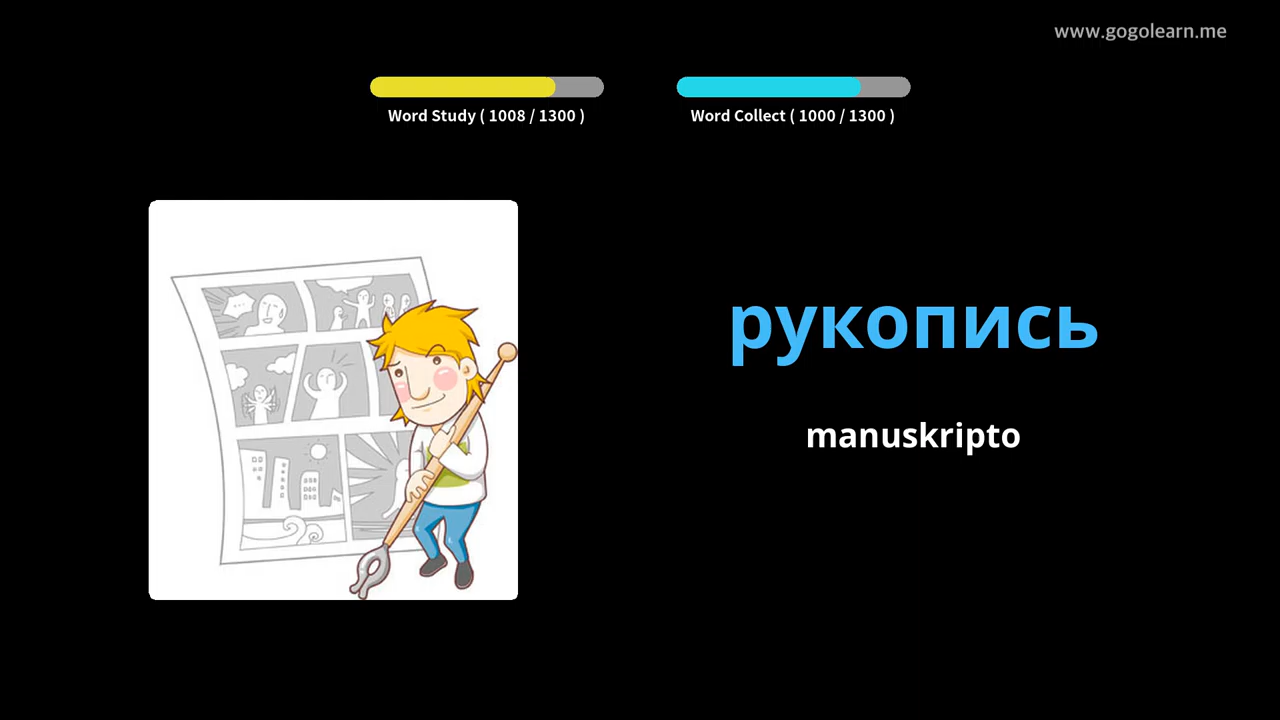 www.gogolearn.me
Word Study ( 1008 / 1300 )
Word Collect ( 1000 / 1300 )
рукопись
manuskripto